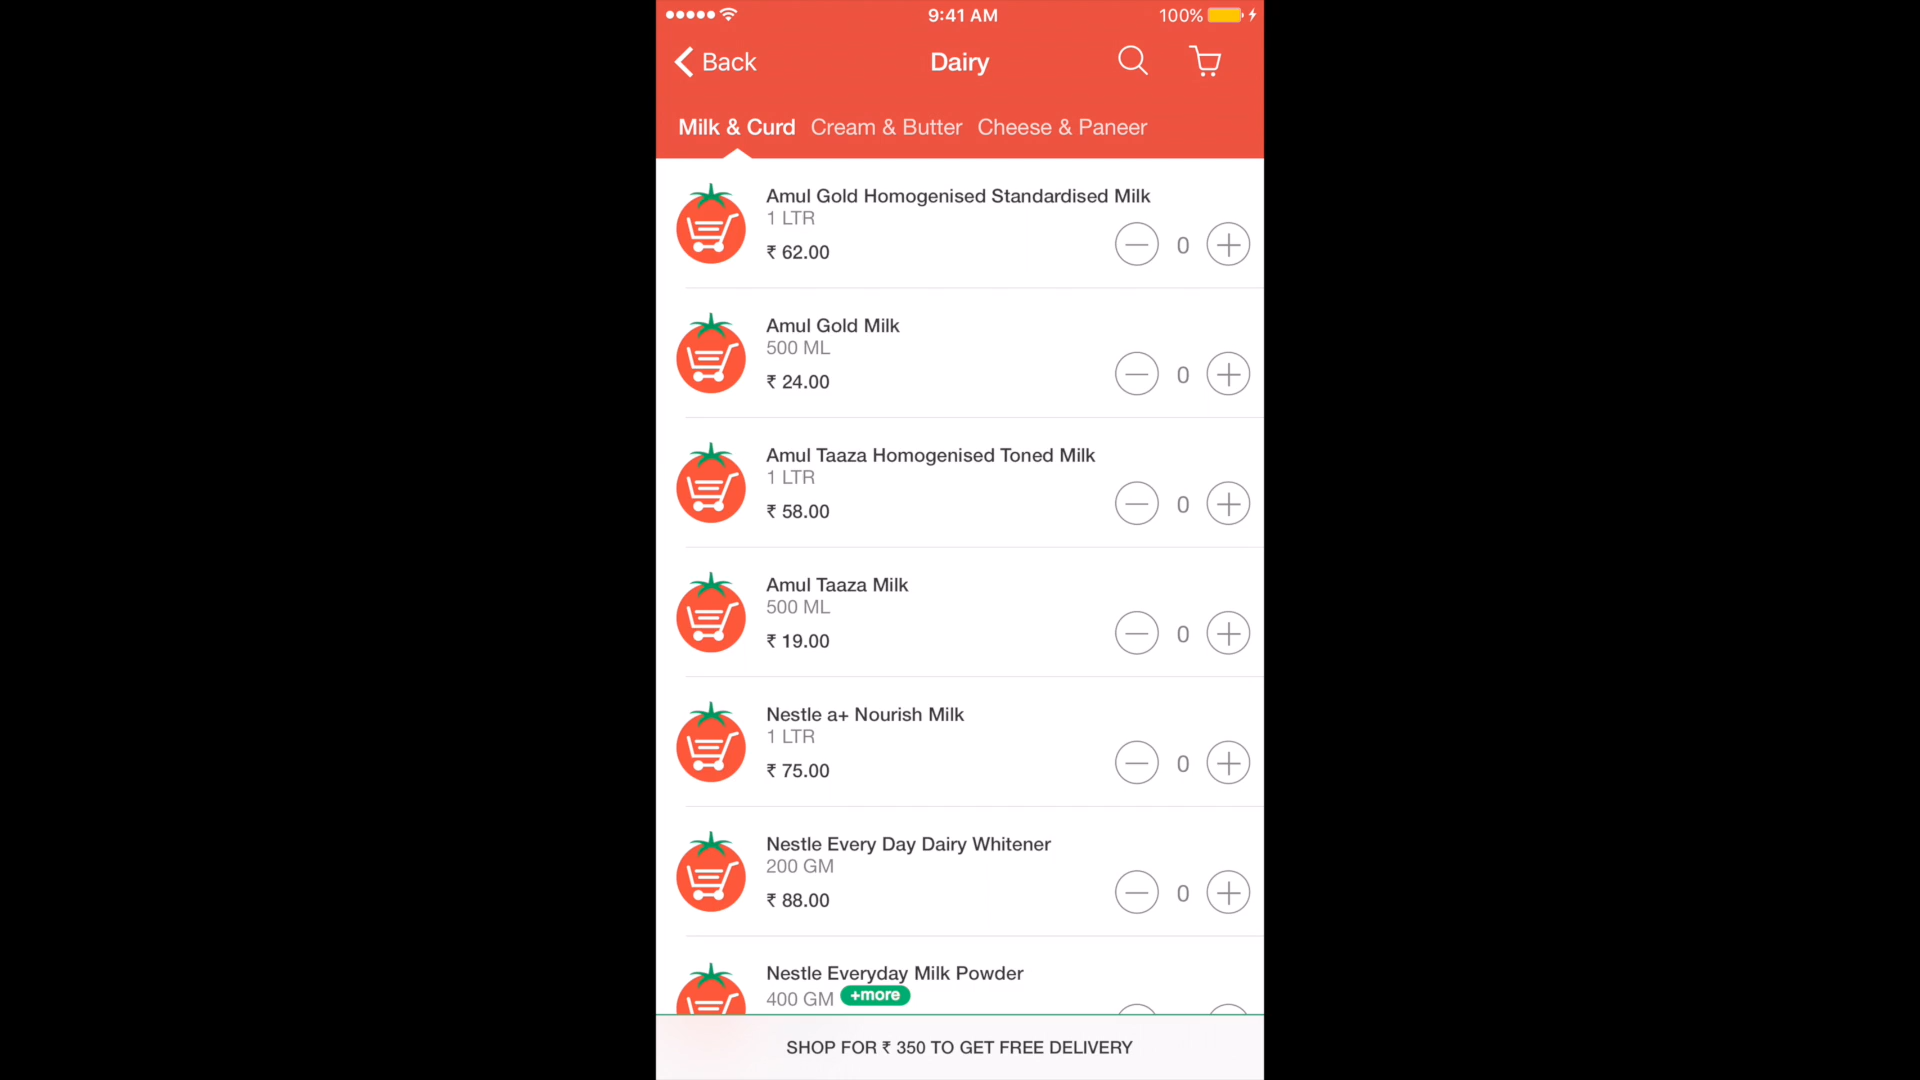 9:41 AM
100%
Back
Dairy
Milk & Curd Cream & Butter Cheese & Paneer
Amul Gold Homogenised Standardised Milk
1 LTR
₹ 62.00
0
Amul Gold Milk
500 ML
₹ 24.00
0
Amul Taaza Homogenised Toned Milk
1 LTR
₹ 58.00
0
Amul Taaza Milk
500 ML
₹ 19.00
0
Nestle a+ Nourish Milk
1 LTR
₹ 75.00
0
Nestle Every Day Dairy Whitener
200 GM
₹ 88.00
0
Nestle Everyday Milk Powder
400 GM +more
SHOP FOR ₹ 350 TO GET FREE DELIVERY